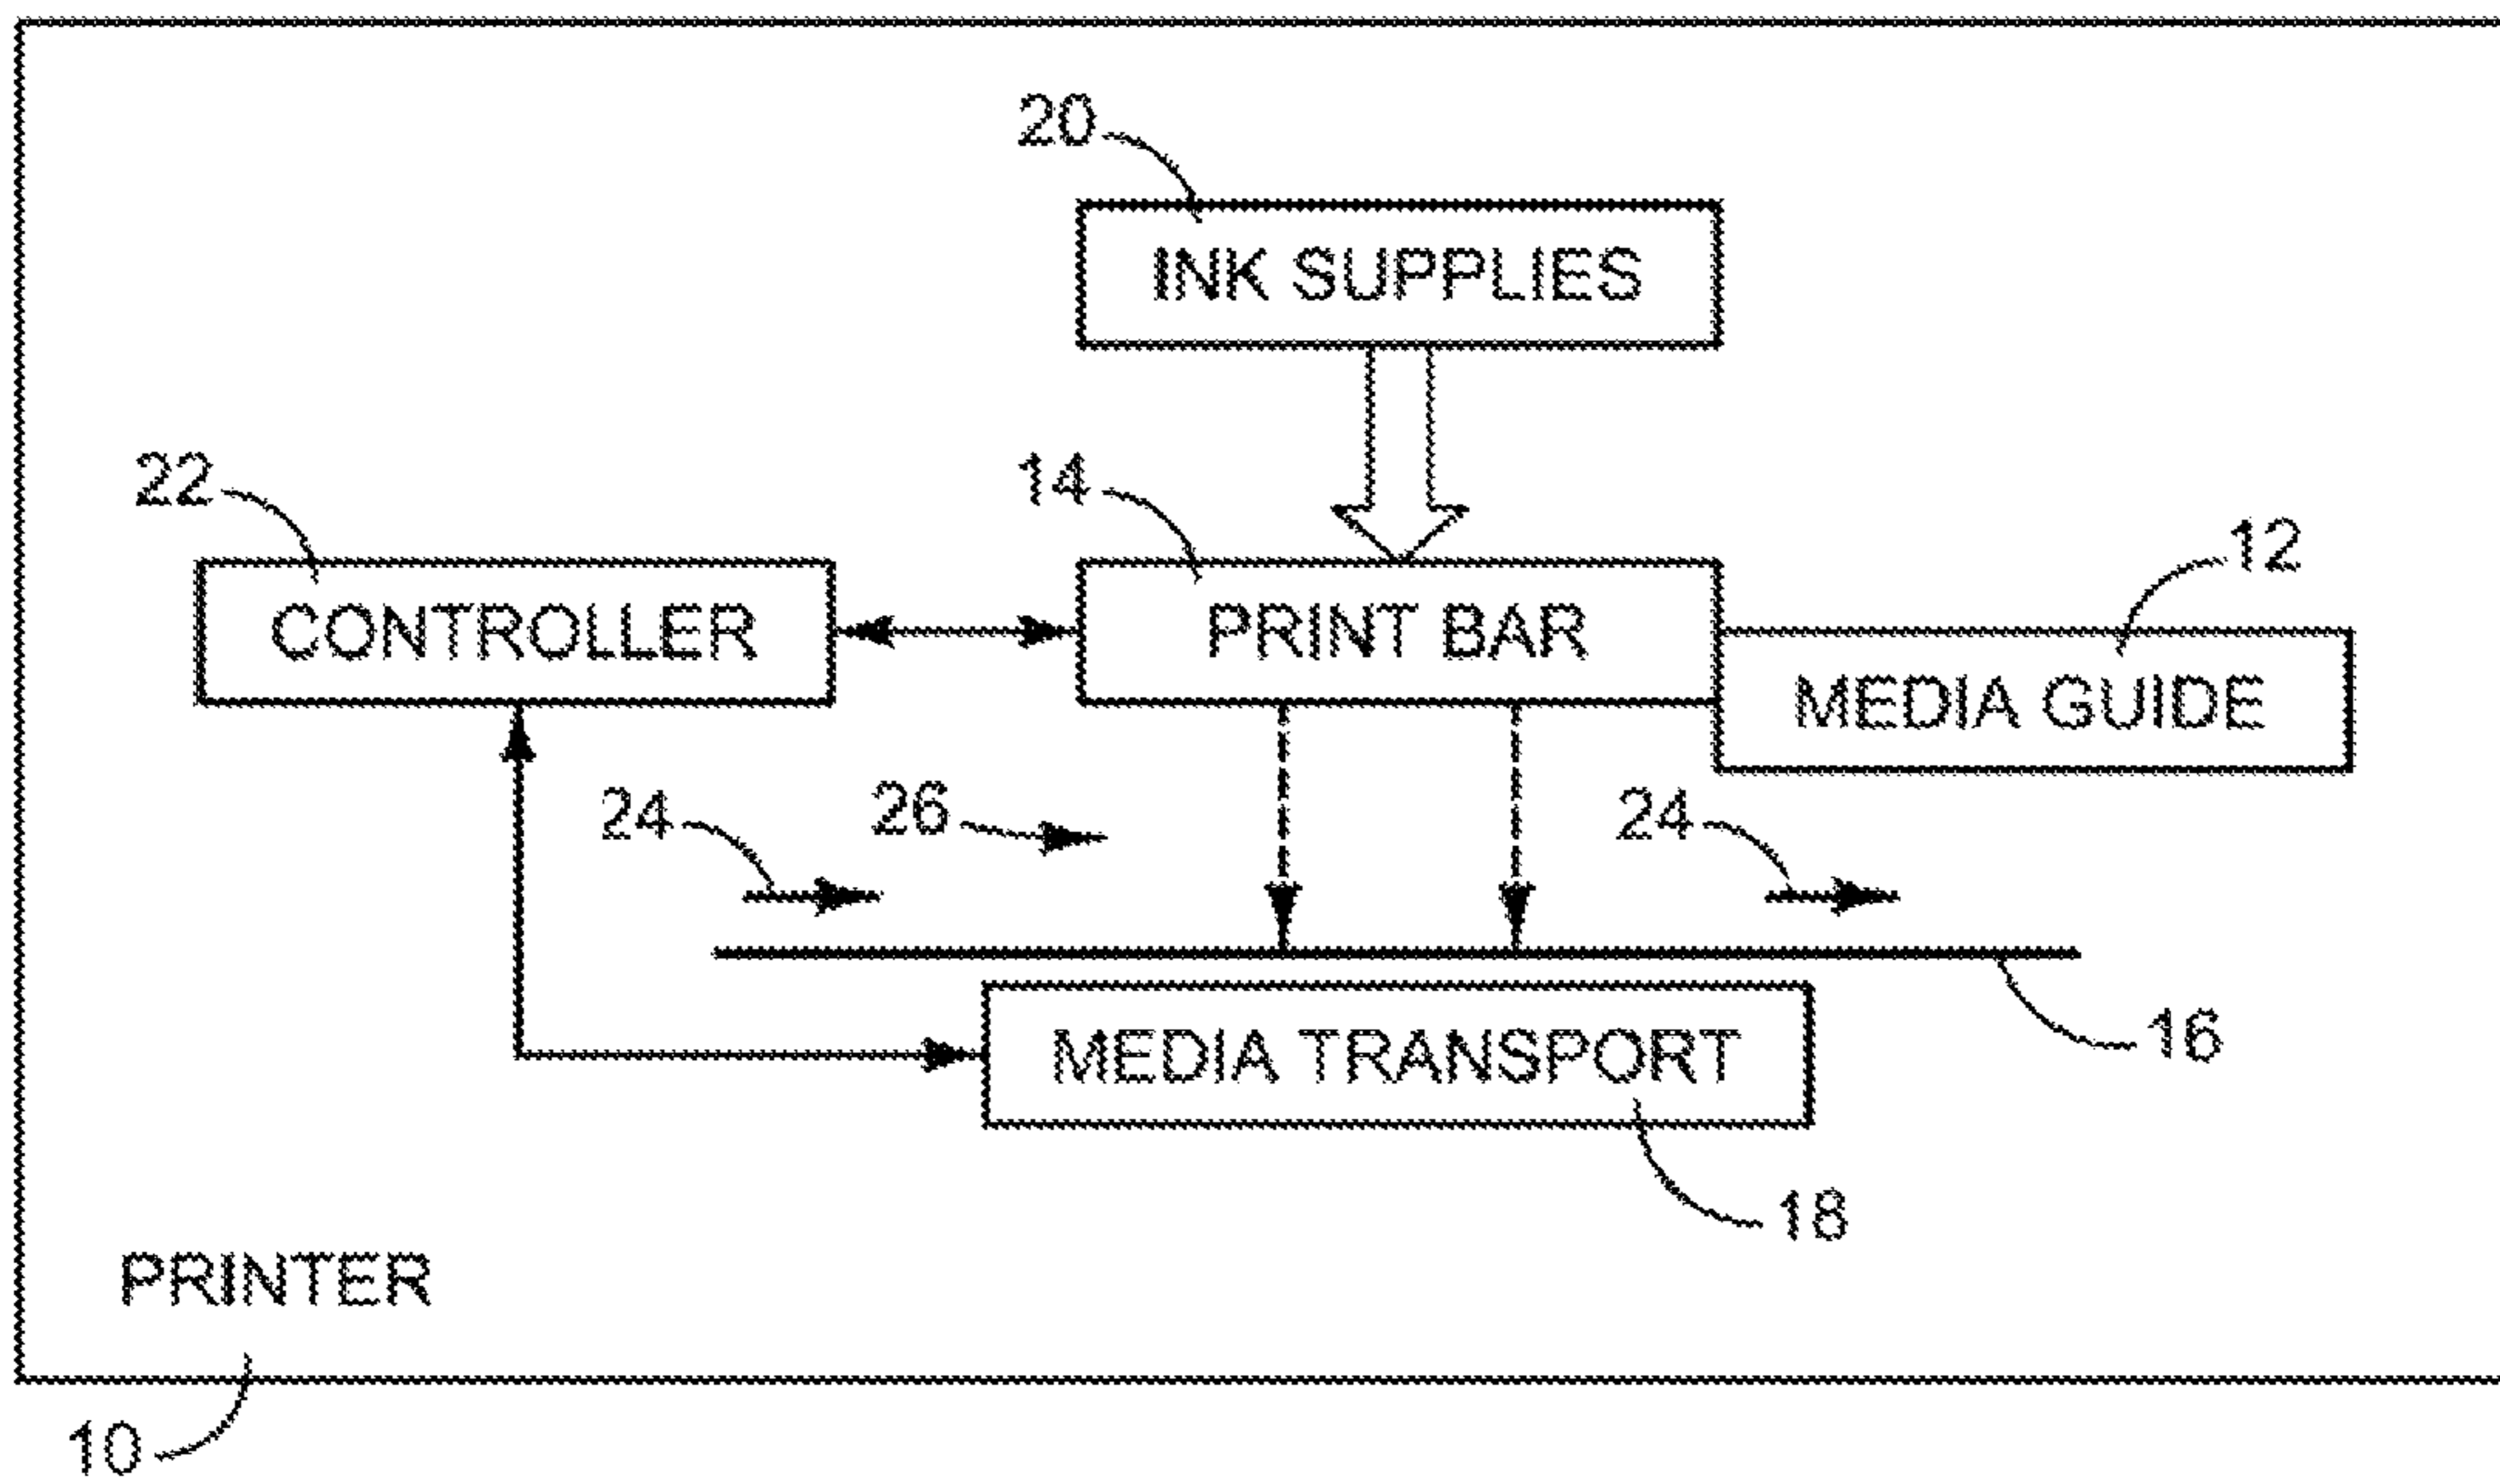 20
INK SUPPLIES
22
14
12
CONTROLLER
PRINT BAR
MEDIA GUIDE
24
26
24
16
MEDIA TRANSPORT
18
PRINTER
10